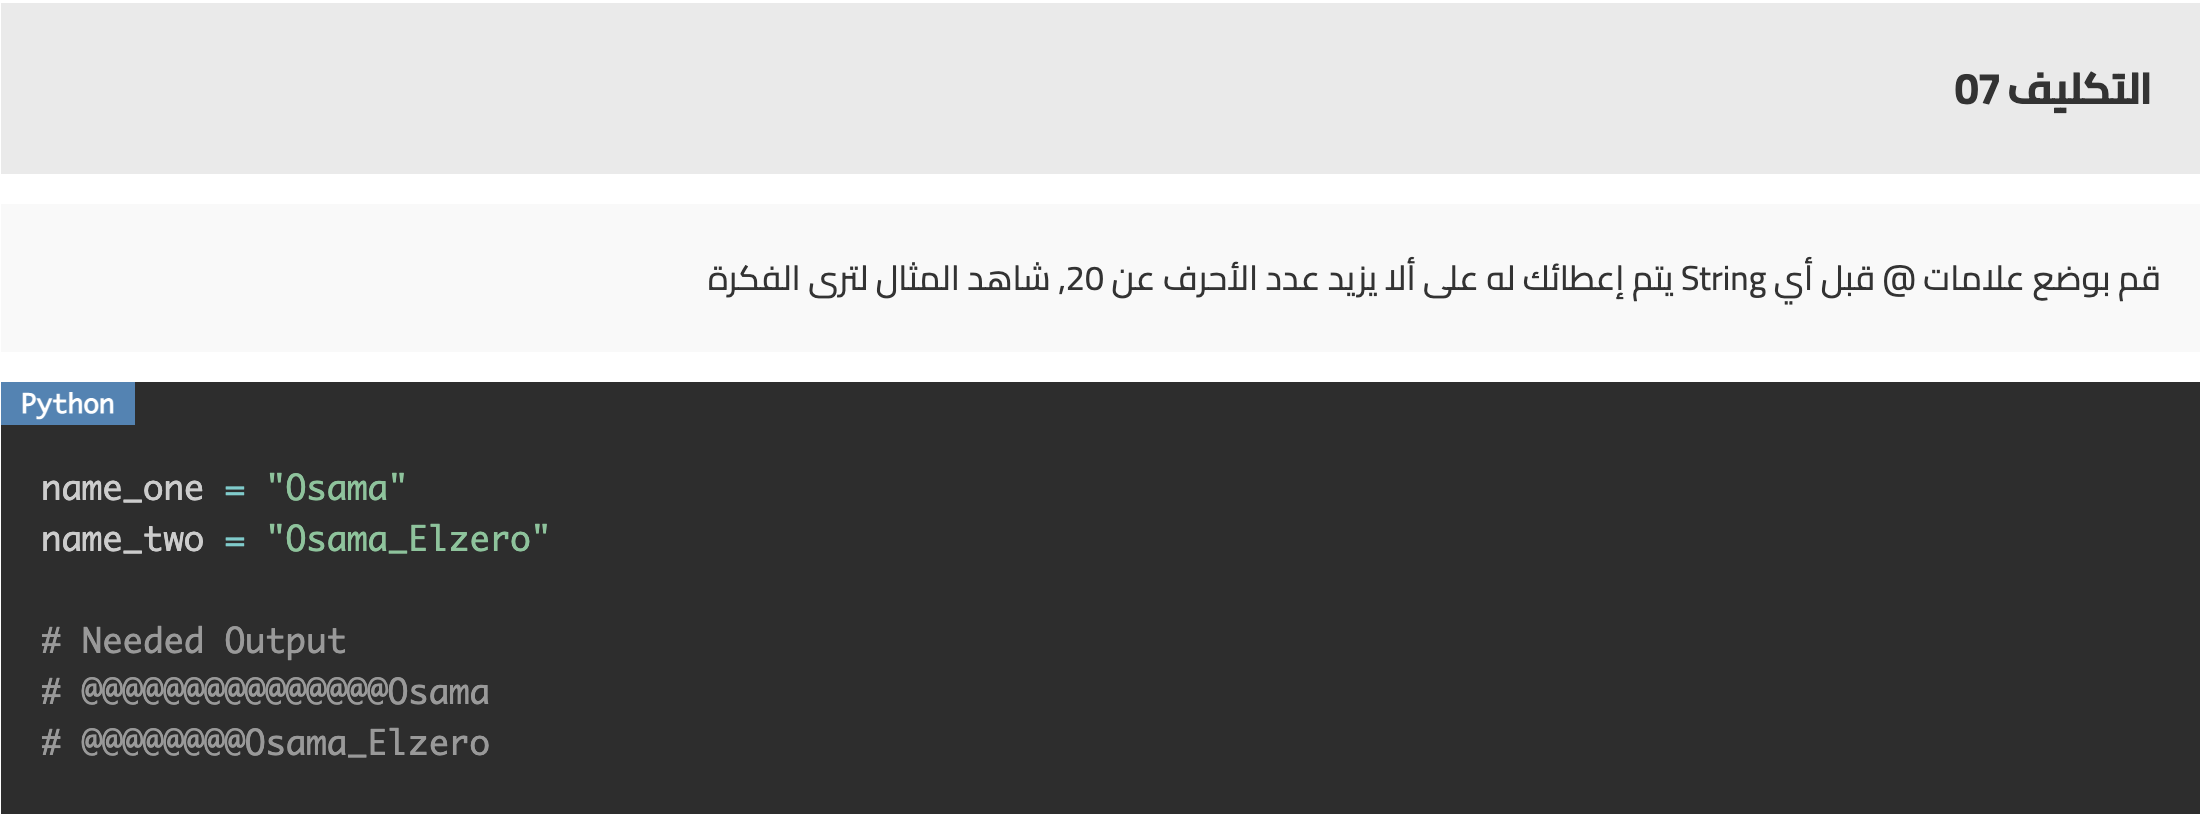 التكليف 07
قم بوضع علامات @ قبل أي String يتم إعطائك له على ألا يزيد عدد الأحرف عن 20, شاهد المثال لترى الفكرة
Python
name_one = "Osama"
name_two = "Osama_Elzero"
# Needed Output
# @@@@@@@@@@@@@@@Osama
# @@@@@@@@Osama_Elzero